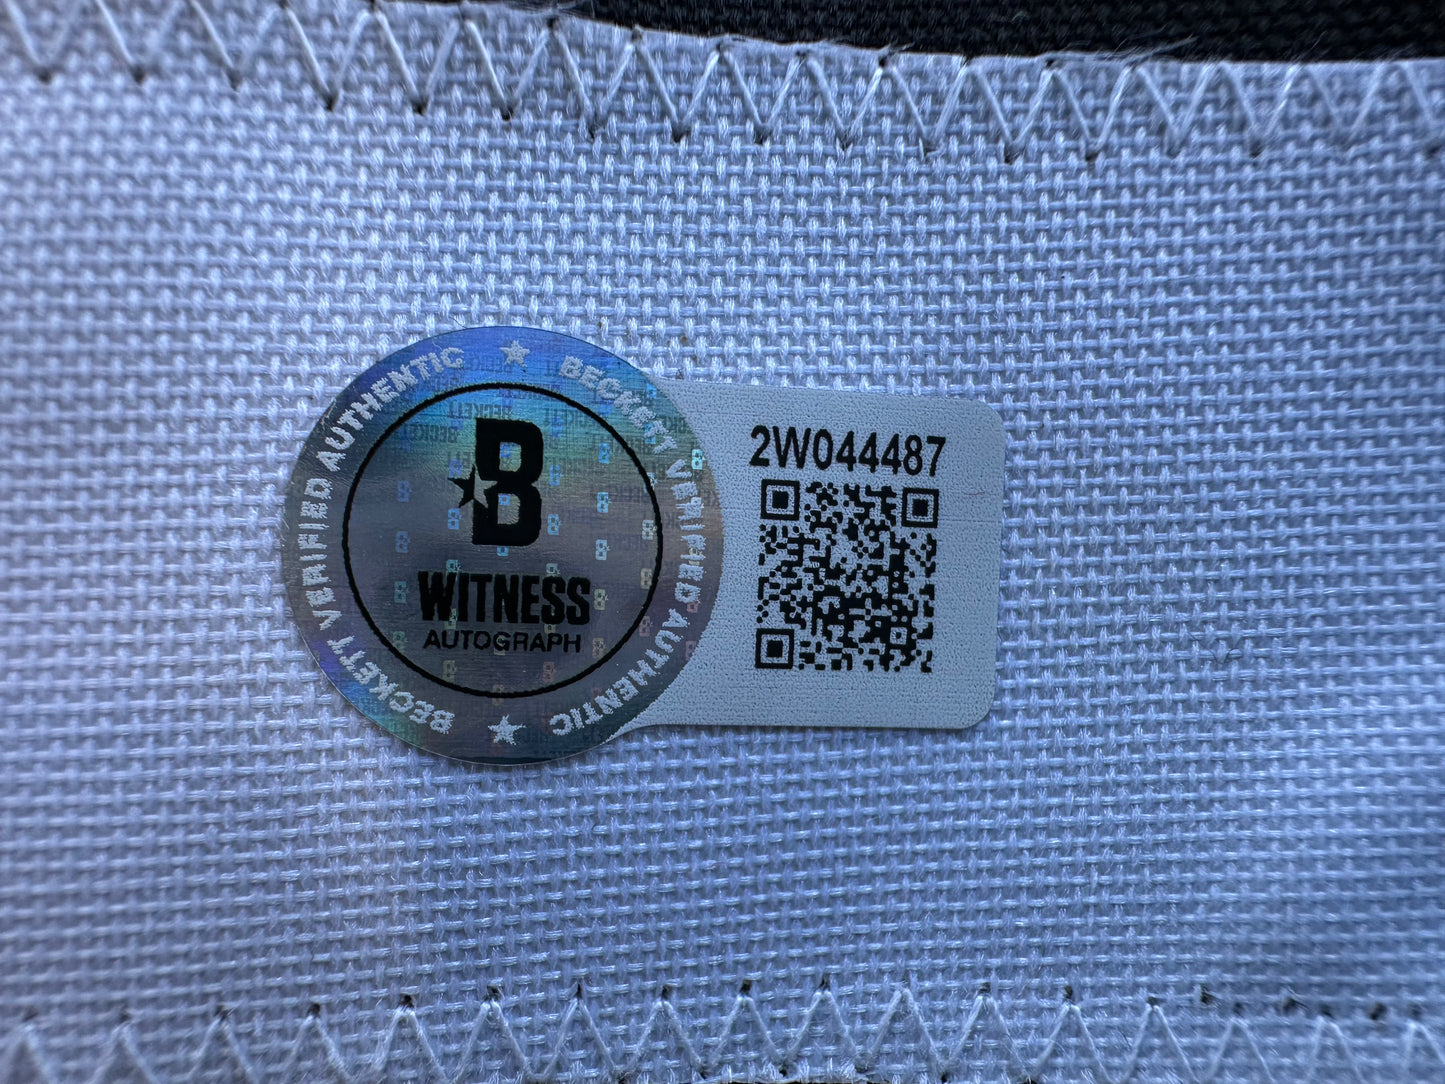 BECKETT VERIFIED AUTHENTIC ★ BECKETT VERIFIED AUTHENTIC ★
B
WITNESS
AUTOGRAPH
2W044487